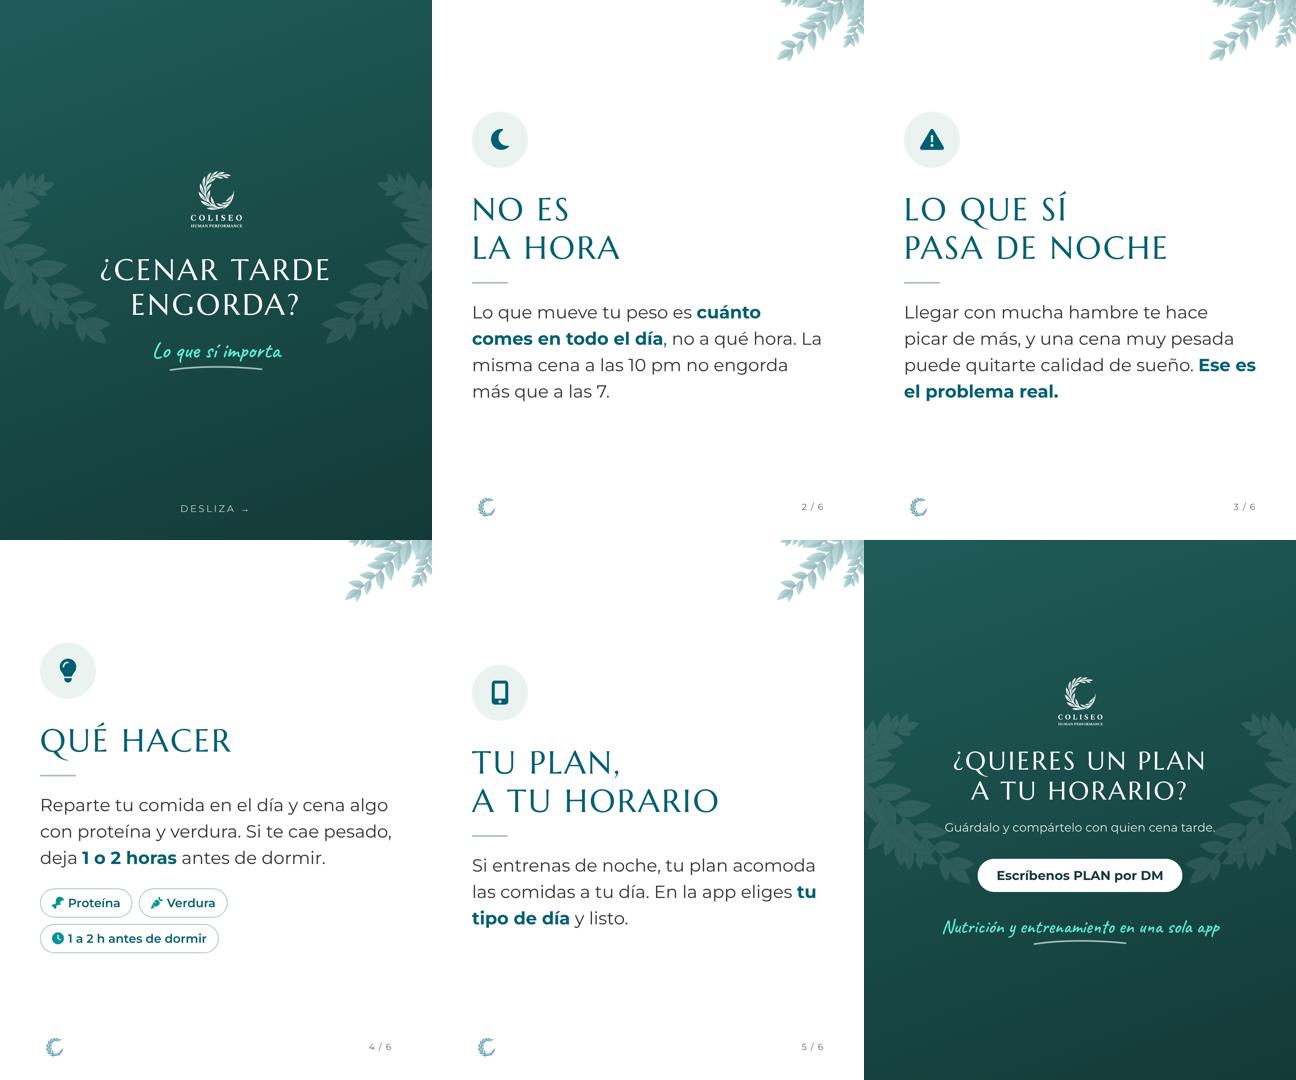 COLISEO
HUMAN PERFORMANCE
¿CENAR TARDE
ENGORDA?
Lo que sí importa
DESLIZA →
NO ES
LA HORA
Lo que mueve tu peso es cuánto
comes en todo el día, no a qué hora. La
misma cena a las 10 pm no engorda
más que a las 7.
2 / 6
LO QUE SÍ
PASA DE NOCHE
Llegar con mucha hambre te hace
picar de más, y una cena muy pesada
puede quitarte calidad de sueño. Ese es
el problema real.
3 / 6
QUÉ HACER
Reparte tu comida en el día y cena algo
con proteína y verdura. Si te cae pesado,
deja 1 o 2 horas antes de dormir.
Proteína
Verdura
1 a 2 h antes de dormir
4 / 6
TU PLAN,
A TU HORARIO
Si entrenas de noche, tu plan acomoda
las comidas a tu día. En la app eliges tu
tipo de día y listo.
5 / 6
COLISEO
HUMAN PERFORMANCE
¿QUIERES UN PLAN
A TU HORARIO?
Guárdalo y compártelo con quien cena tarde.
Escríbenos PLAN por DM
Nutrición y entrenamiento en una sola app